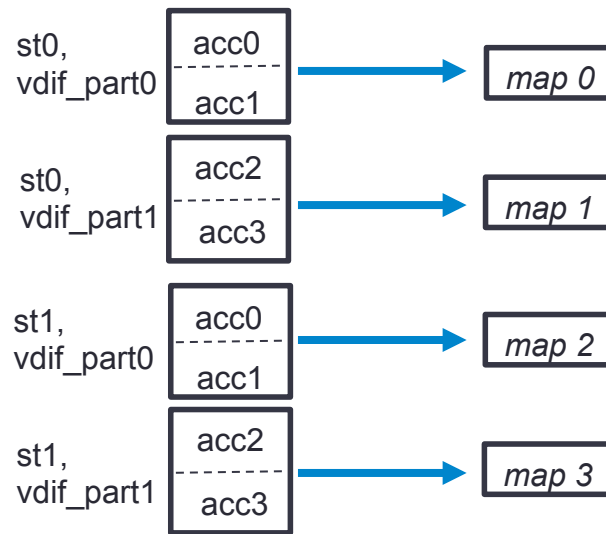 st0,
vdif_part0
acc0
acc1
map 0
st0,
vdif_part1
acc2
acc3
map 1
st1,
vdif_part0
acc0
acc1
map 2
st1,
vdif_part1
acc2
acc3
map 3